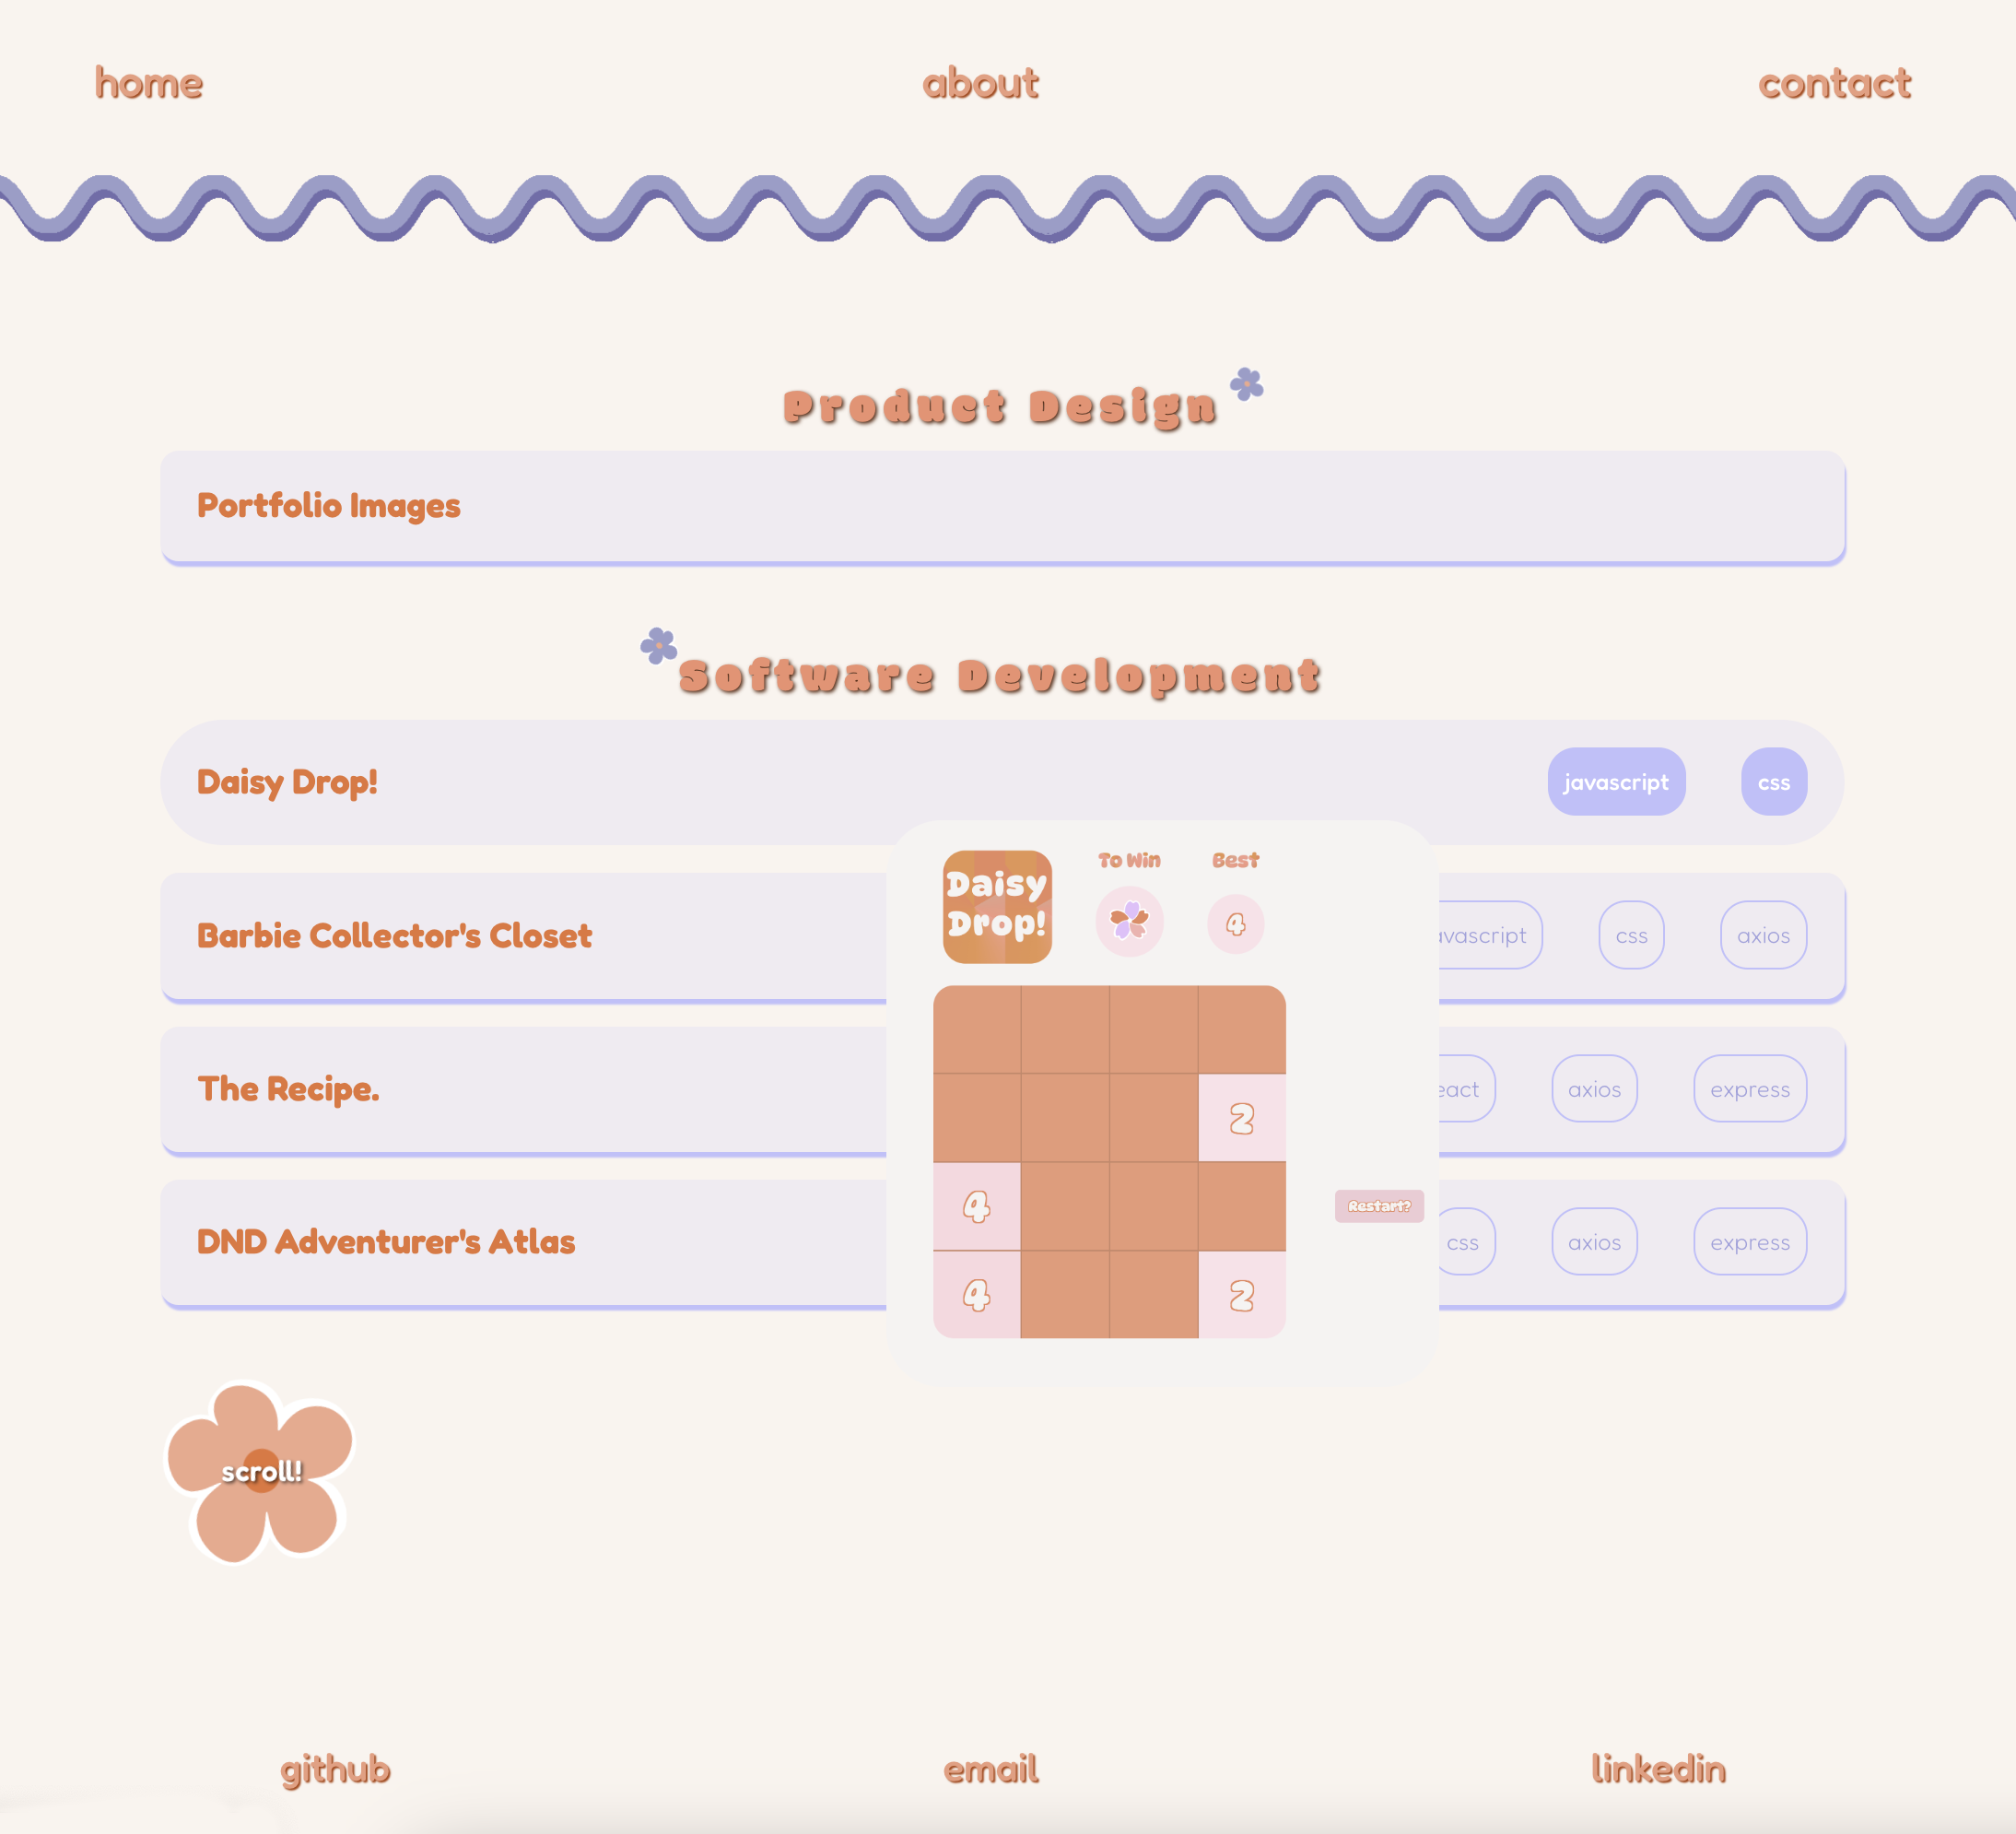 home
about
contact
Product Design
Portfolio Images
Software Development
Daisy Drop!
javascript
css
Daisy
Drop!
To Win
Best
4
Barbie Collector's Closet
avascript
css
axios
2
The Recipe.
eact
axios
express
4
Restart?
DND Adventurer's Atlas
css
axios
express
4
2
scroll!
github
email
linkedin